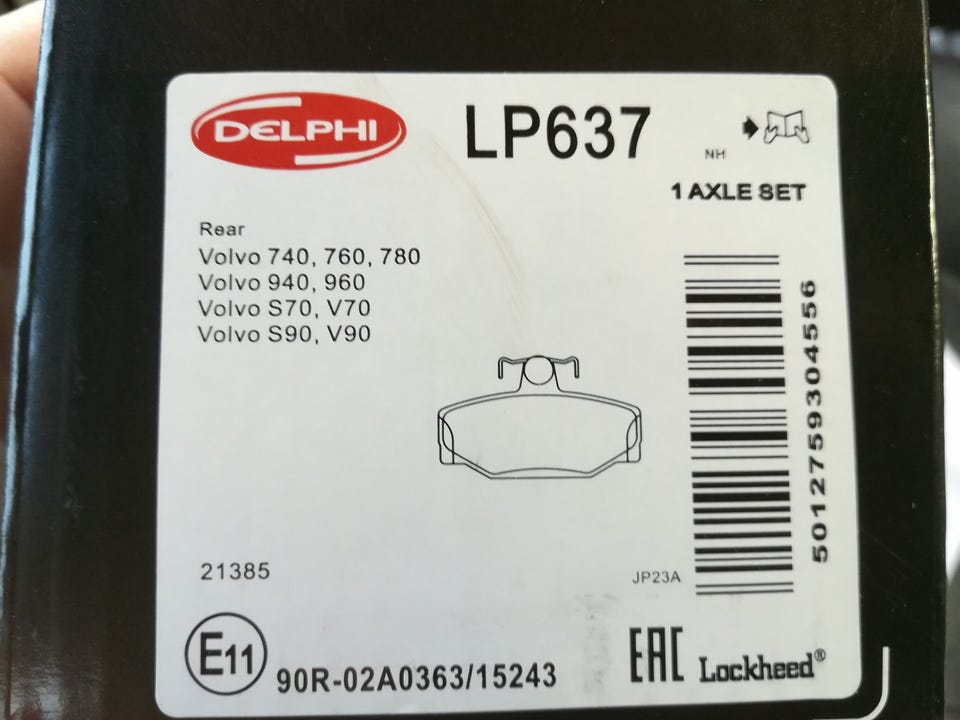 DELPHI
LP637
NH
1 AXLE SET
Rear
Volvo 740, 760, 780
Volvo 940, 960
Volvo S70, V70
Volvo S90, V90
5012759304556
21385
JP23A
E11
90R-02A0363/15243
EAC
Lockheed®